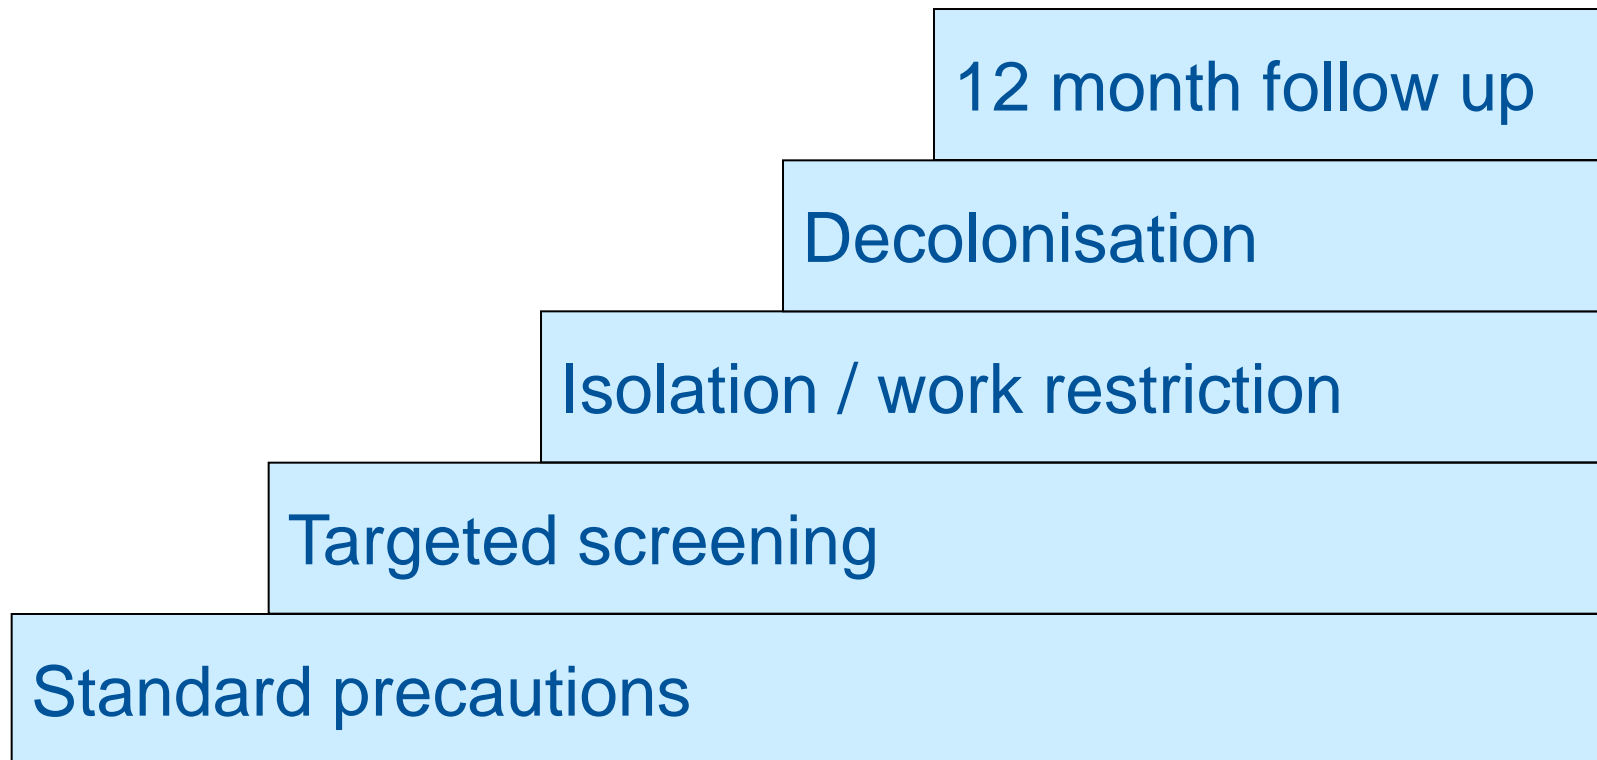 12 month follow up
Decolonisation
Isolation / work restriction
Targeted screening
Standard precautions